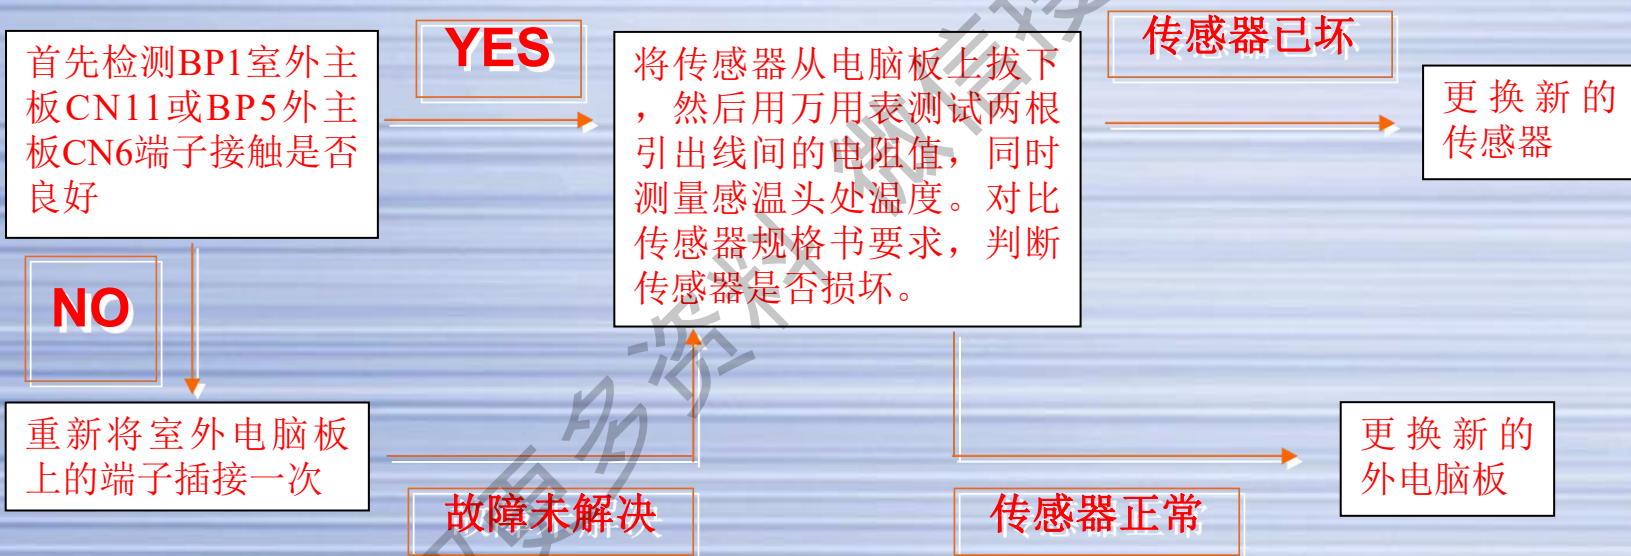 首先检测BP1室外主
板CN11或BP5外主
板CN6端子接触是否
良好
YES
将传感器从电脑板上拔下
，然后用万用表测试两根
引出线间的电阻值，同时
测量感温头处温度。对比
传感器规格书要求，判断
传感器是否损坏。
传感器已坏
更换新的
传感器
NO
重新将室外电脑板
上的端子插接一次
故障未解决
传感器正常
更换新的
外电脑板
更多资料 微信搜